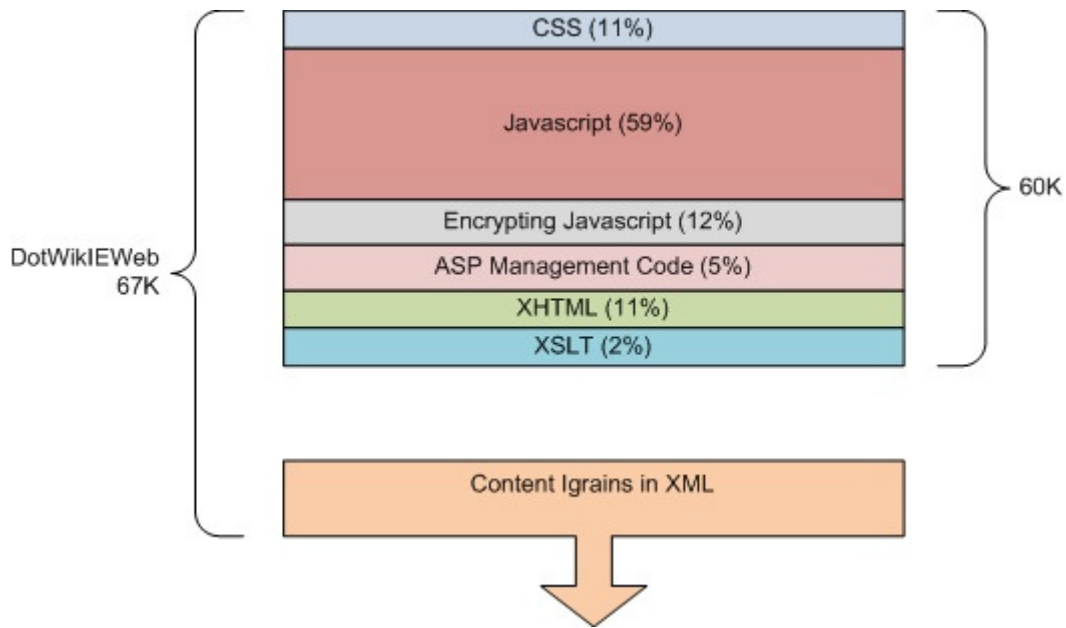 CSS (11%)
Javascript (59%)
60K
Encrypting Javascript (12%)
DotWikIEWeb
67K
ASP Management Code (5%)
XHTML (11%)
XSLT (2%)
Content Igrains in XML